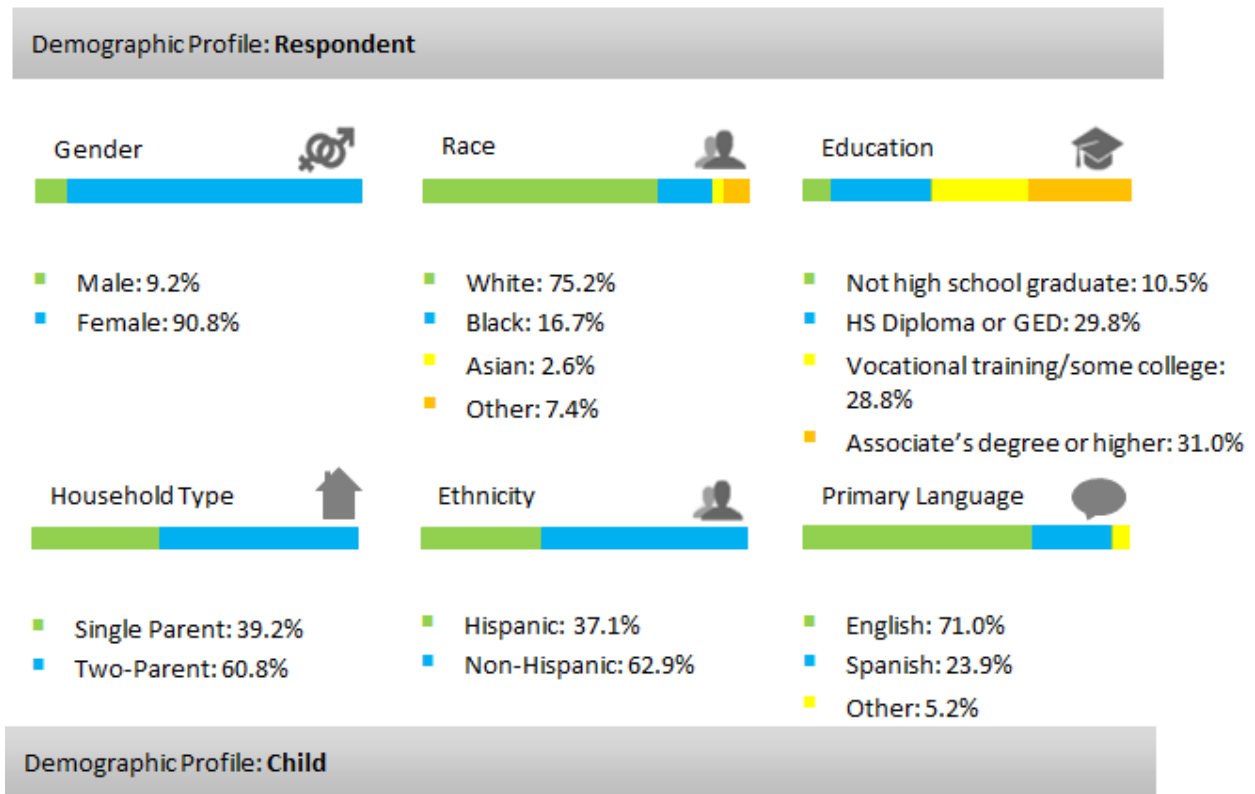 Demographic Profile: Respondent
Gender
Male: 9.2%
Female: 90.8%
Race
White: 75.2%
Black: 16.7%
Asian: 2.6%
Other: 7.4%
Education
Not high school graduate: 10.5%
HS Diploma or GED: 29.8%
Vocational training/some college:
28.8%
Associate’s degree or higher: 31.0%
Household Type
Single Parent: 39.2%
Two-Parent: 60.8%
Ethnicity
Hispanic: 37.1%
Non-Hispanic: 62.9%
Primary Language
English: 71.0%
Spanish: 23.9%
Other: 5.2%
Demographic Profile: Child